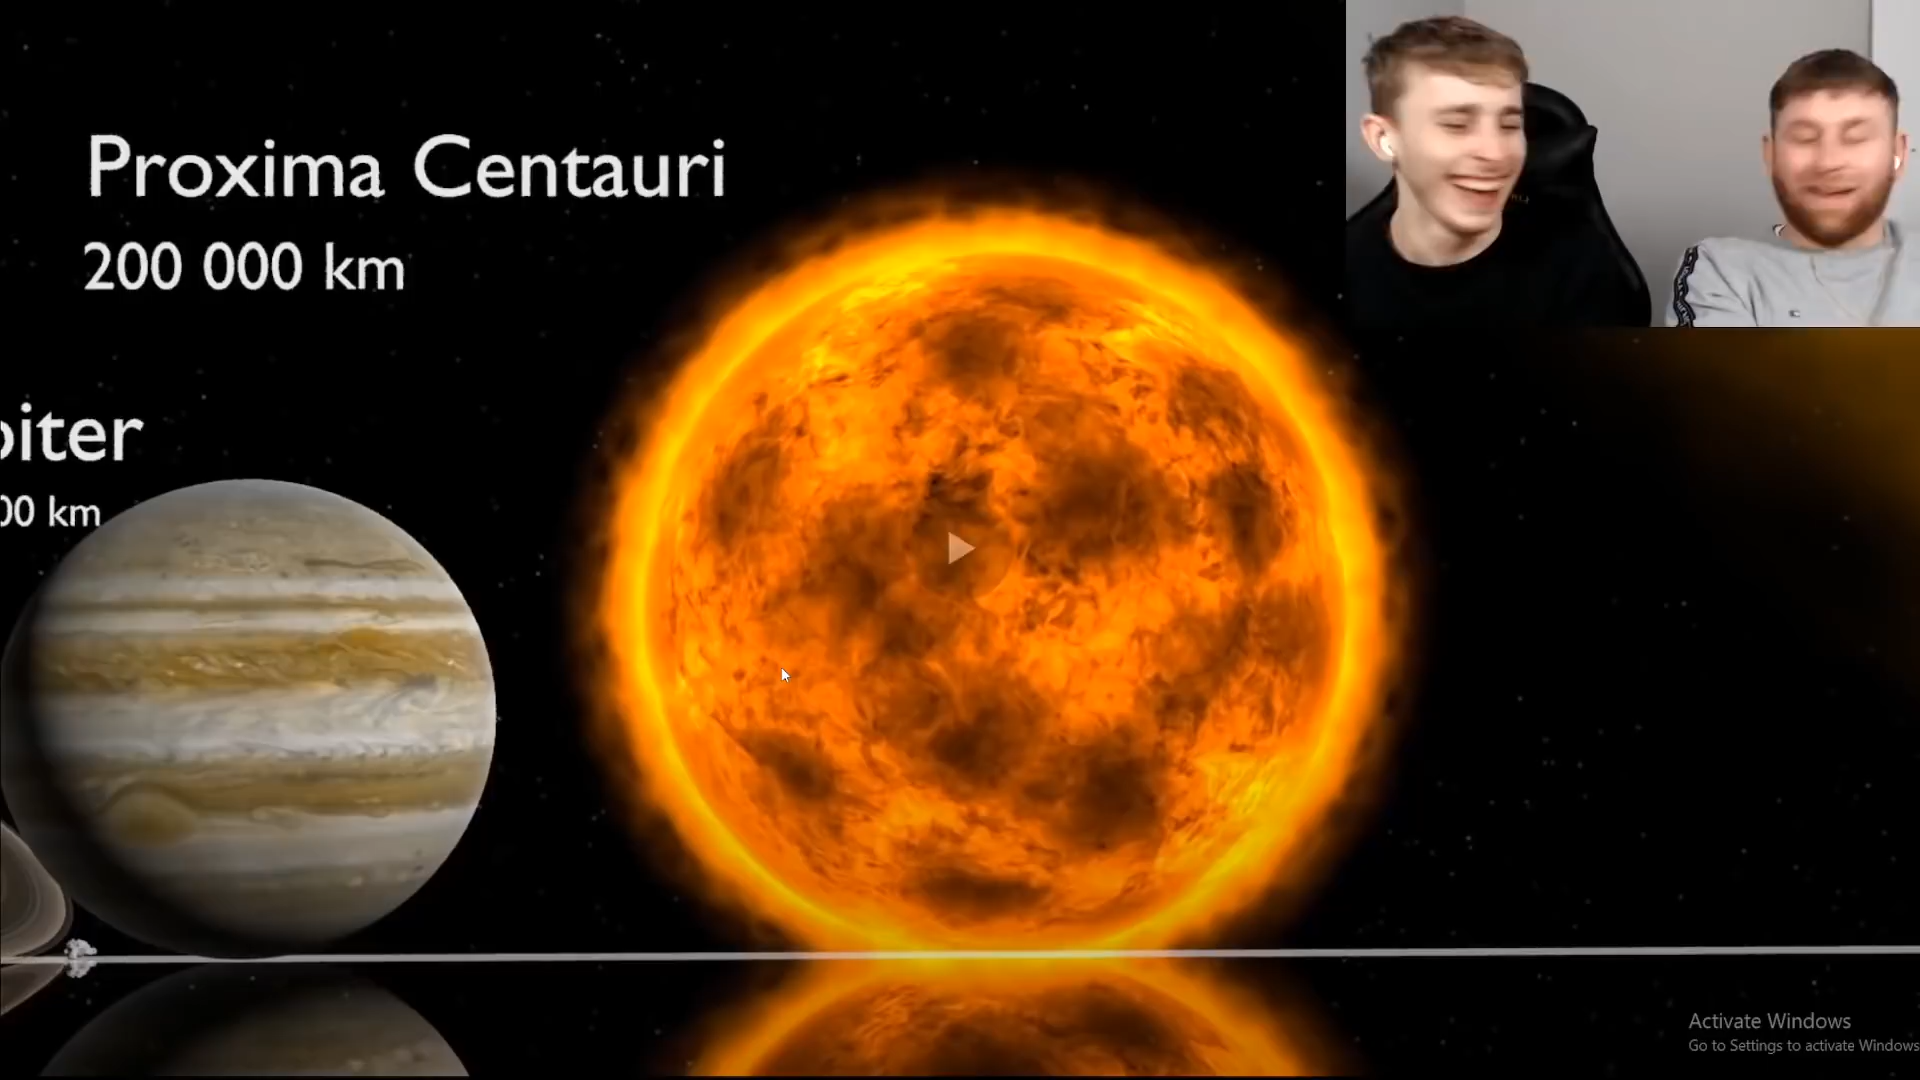 Proxima Centauri
200 000 km
piter
00 km
Activate Windows
Go to Settings to activate Windows